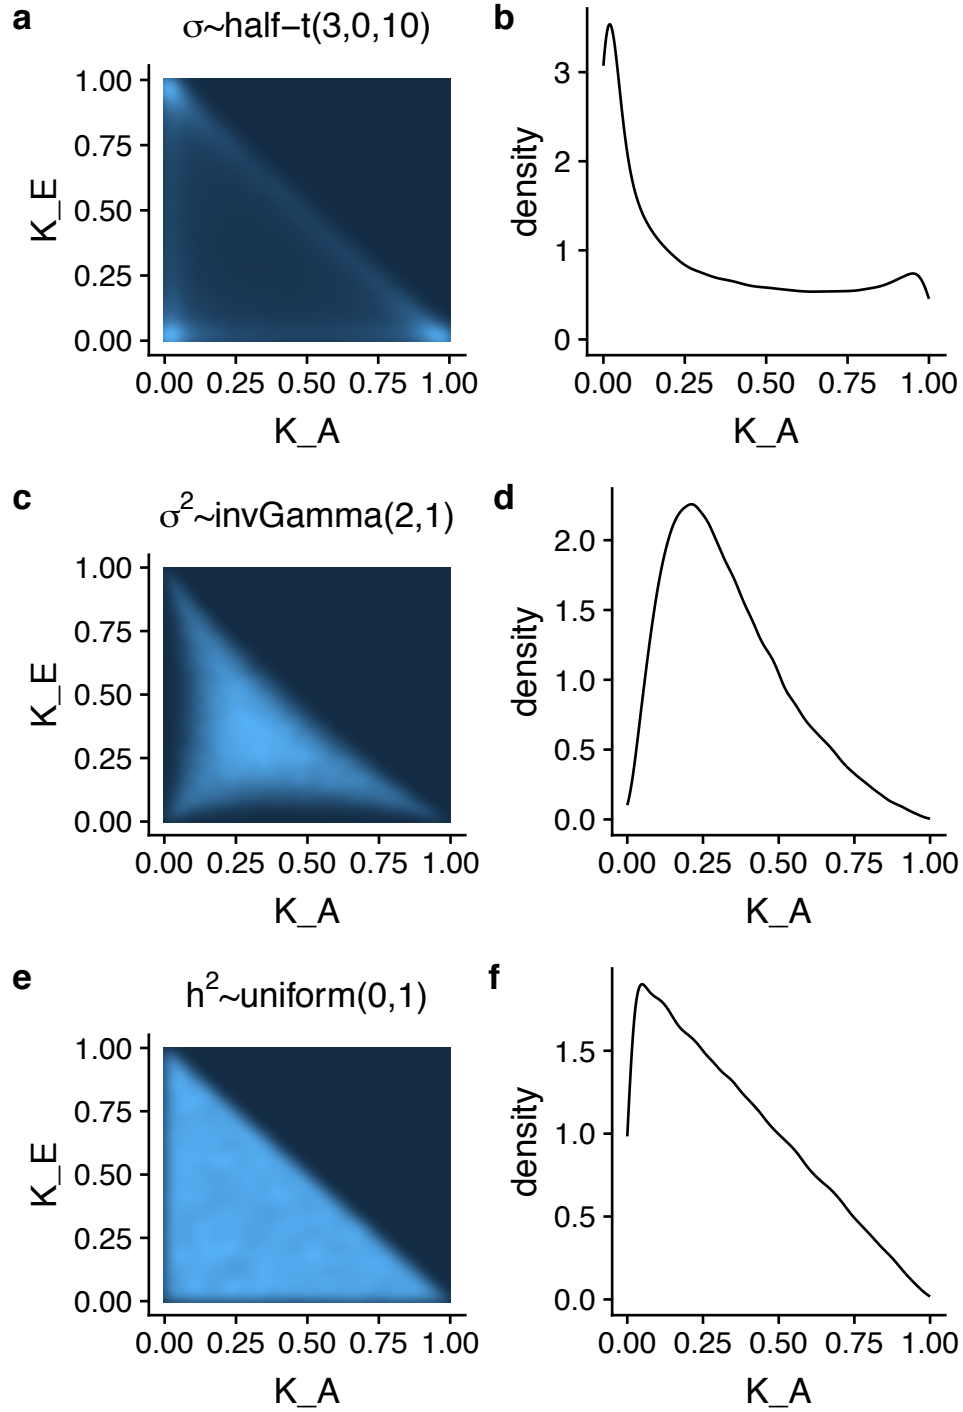 a
σ~half−t(3,0,10)
K_E
1.00
0.75
0.50
0.25
0.00
0.00 0.25 0.50 0.75 1.00
K_A
b
density
3
2
1
0
0.00 0.25 0.50 0.75 1.00
K_A
c
σ²~invGamma(2,1)
K_E
1.00
0.75
0.50
0.25
0.00
0.00 0.25 0.50 0.75 1.00
K_A
d
density
2.0
1.5
1.0
0.5
0.0
0.00 0.25 0.50 0.75 1.00
K_A
e
h²~uniform(0,1)
K_E
1.00
0.75
0.50
0.25
0.00
0.00 0.25 0.50 0.75 1.00
K_A
f
density
1.5
1.0
0.5
0.0
0.00 0.25 0.50 0.75 1.00
K_A